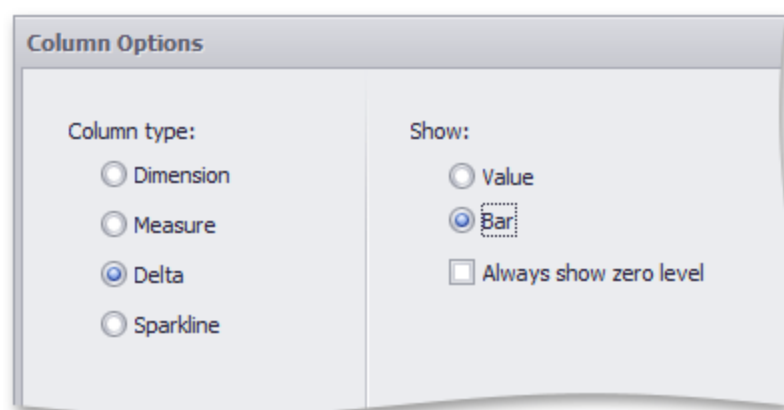 Column Options
Column type:
Dimension
Measure
Delta
Sparkline
Show:
Value
Bar
Always show zero level